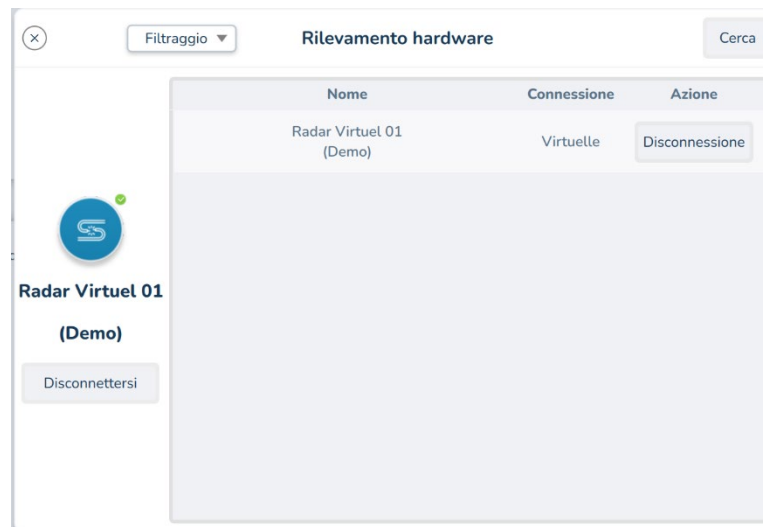 Filtraggio ▼ Rilevamento hardware Cerca
Nome Connessione Azione
Radar Virtuel 01
(Demo)
Virtuelle
Disconnessione
Radar Virtuel 01
(Demo)
Disconnettersi